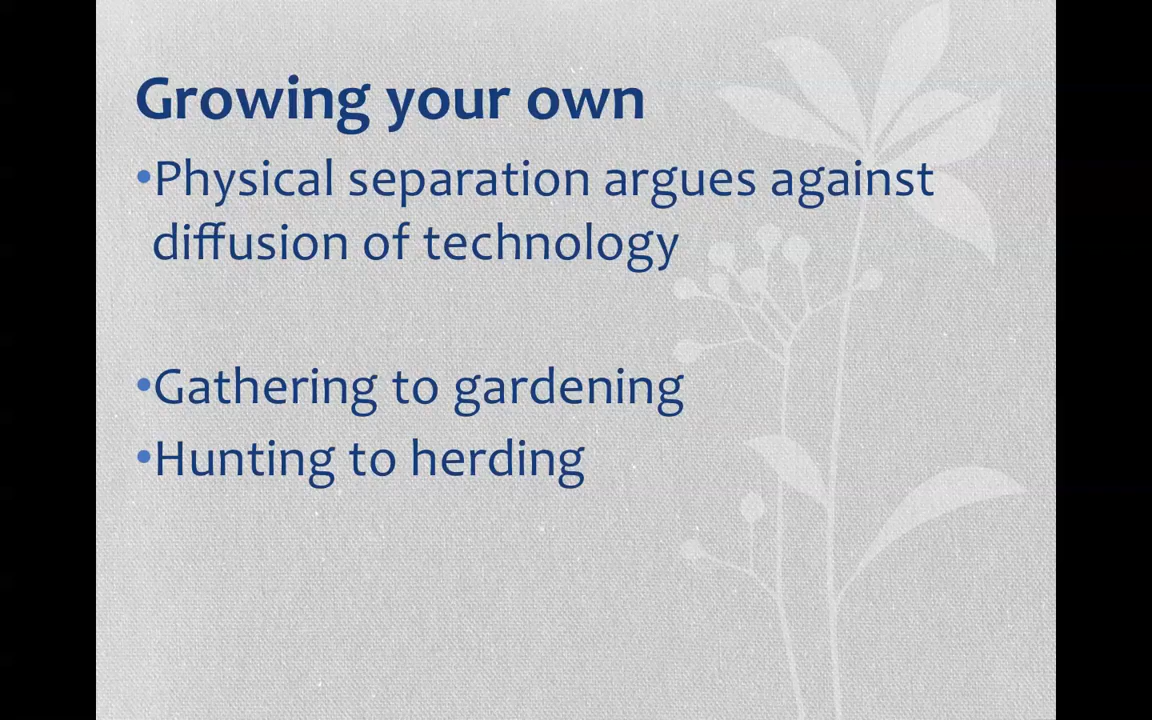 Growing your own
•Physical separation argues against
diffusion of technology
•Gathering to gardening
•Hunting to herding